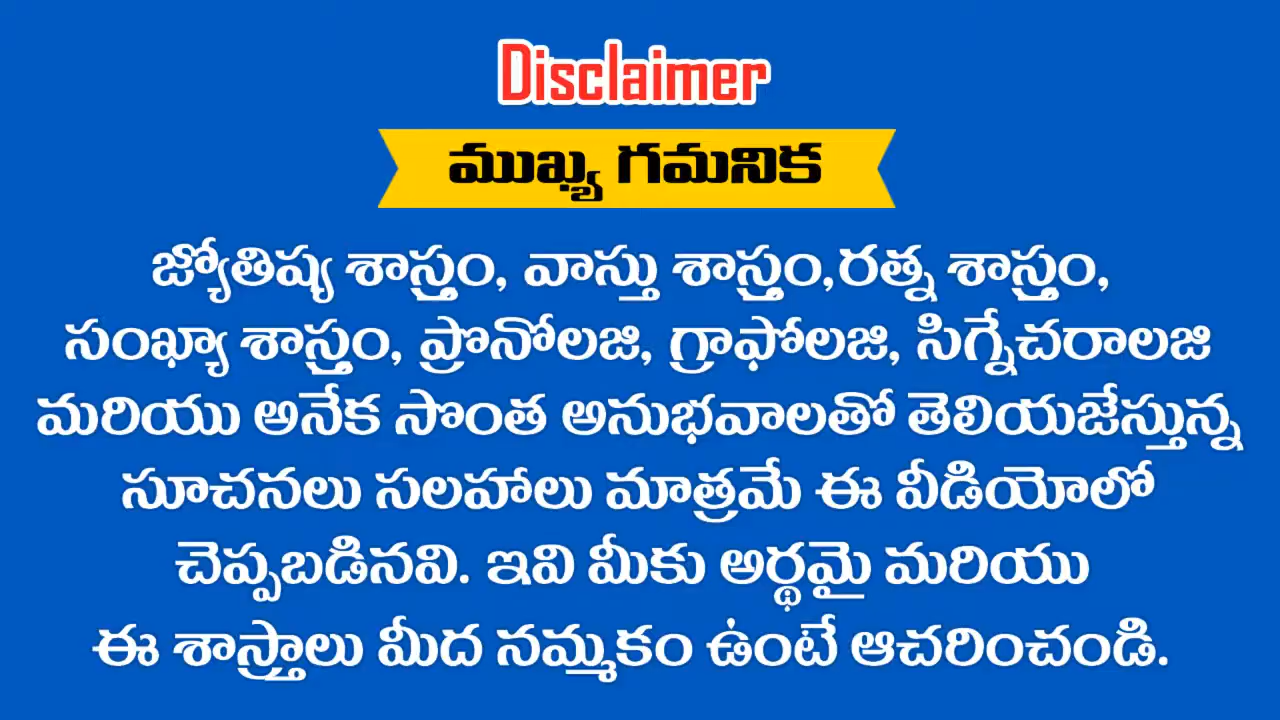 Disclaimer
ముఖ్య గమనిక
జ్యోతిష్య శాస్త్రం, వాస్తు శాస్త్రం,రత్న శాస్త్రం,
సంఖ్యా శాస్త్రం, ప్రొనోలజి, గ్రాఫోలజి, సిగ్నేచరాలజి
మరియు అనేక సొంత అనుభవాలతో తెలియజేస్తున్న
సూచనలు సలహాలు మాత్రమే ఈ వీడియోలో
చెప్పబడినవి. ఇవి మీకు అర్థమై మరియు
ఈ శాస్త్రాలు మీద నమ్మకం ఉంటే ఆచరించండి.